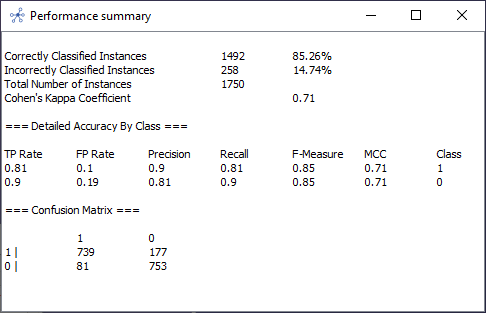 Performance summary
Correctly Classified Instances 1492 85.26%
Incorrectly Classified Instances 258 14.74%
Total Number of Instances 1750
Cohen's Kappa Coefficient 0.71
=== Detailed Accuracy By Class ===
TP Rate FP Rate Precision Recall F-Measure MCC Class
0.81 0.1 0.9 0.81 0.85 0.71 1
0.9 0.19 0.81 0.9 0.85 0.71 0
=== Confusion Matrix ===
1 0
1 | 739 177
0 | 81 753